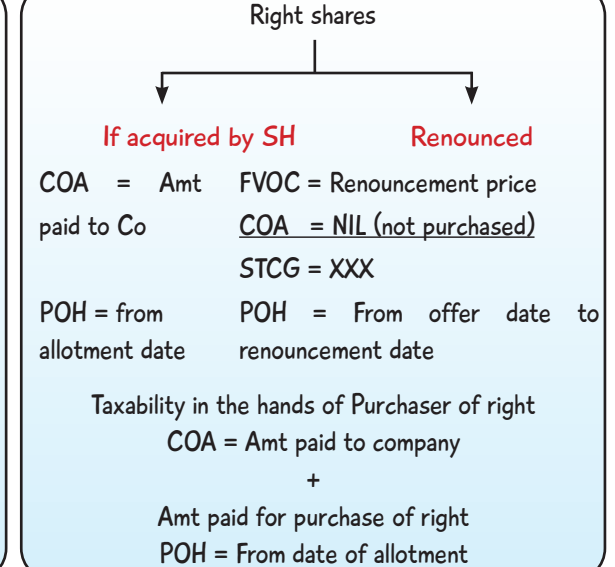 Right shares
If acquired by SH
Renounced
COA = Amt
paid to Co
FVOC = Renouncement price
COA = NIL (not purchased)
STCG = XXX
POH = from
allotment date
POH = From offer date to
renouncement date
Taxability in the hands of Purchaser of right
COA = Amt paid to company
+
Amt paid for purchase of right
POH = From date of allotment